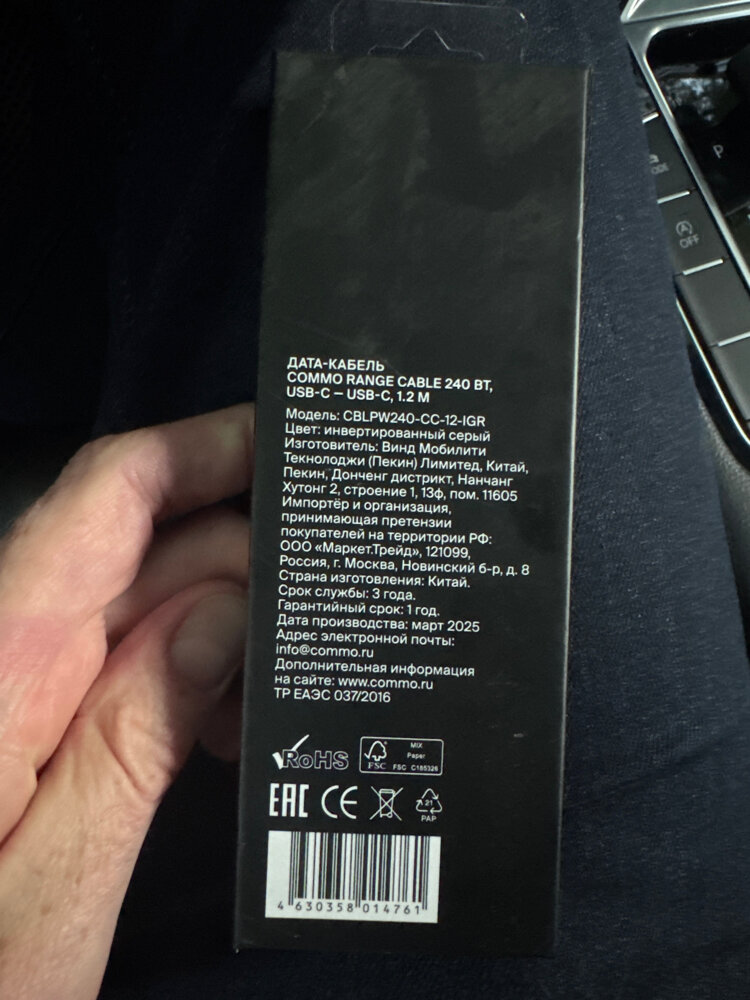 ДАТА-КАБЕЛЬ
COMMO RANGE CABLE 240 ВТ,
USB-C — USB-C, 1.2 М
Модель: CBLPW240-CC-12-IGR
Цвет: инвертированный серый
Изготовитель: Винд Мобилити
Текнолоджи (Пекин) Лимитед, Китай,
Пекин, Донченг дистрикт, Нанчанг
Хутонг 2, строение 1, 13ф, пом. 11605
Импортёр и организация,
принимающая претензии
покупателей на территории РФ:
ООО «Маркет.Трейд», 121099,
Россия, г. Москва, Новинский б-р, д. 8
Страна изготовления: Китай.
Срок службы: 3 года.
Гарантийный срок: 1 год.
Дата производства: март 2025
Адрес электронной почты:
info@commo.ru
Дополнительная информация
на сайте: www.commo.ru
ТР ЕАЭС 037/2016
RoHS
FSC
MIX
Paper
FSC C185326
EAC CE
21
PAP
4 630358 014761
P
A
OFF